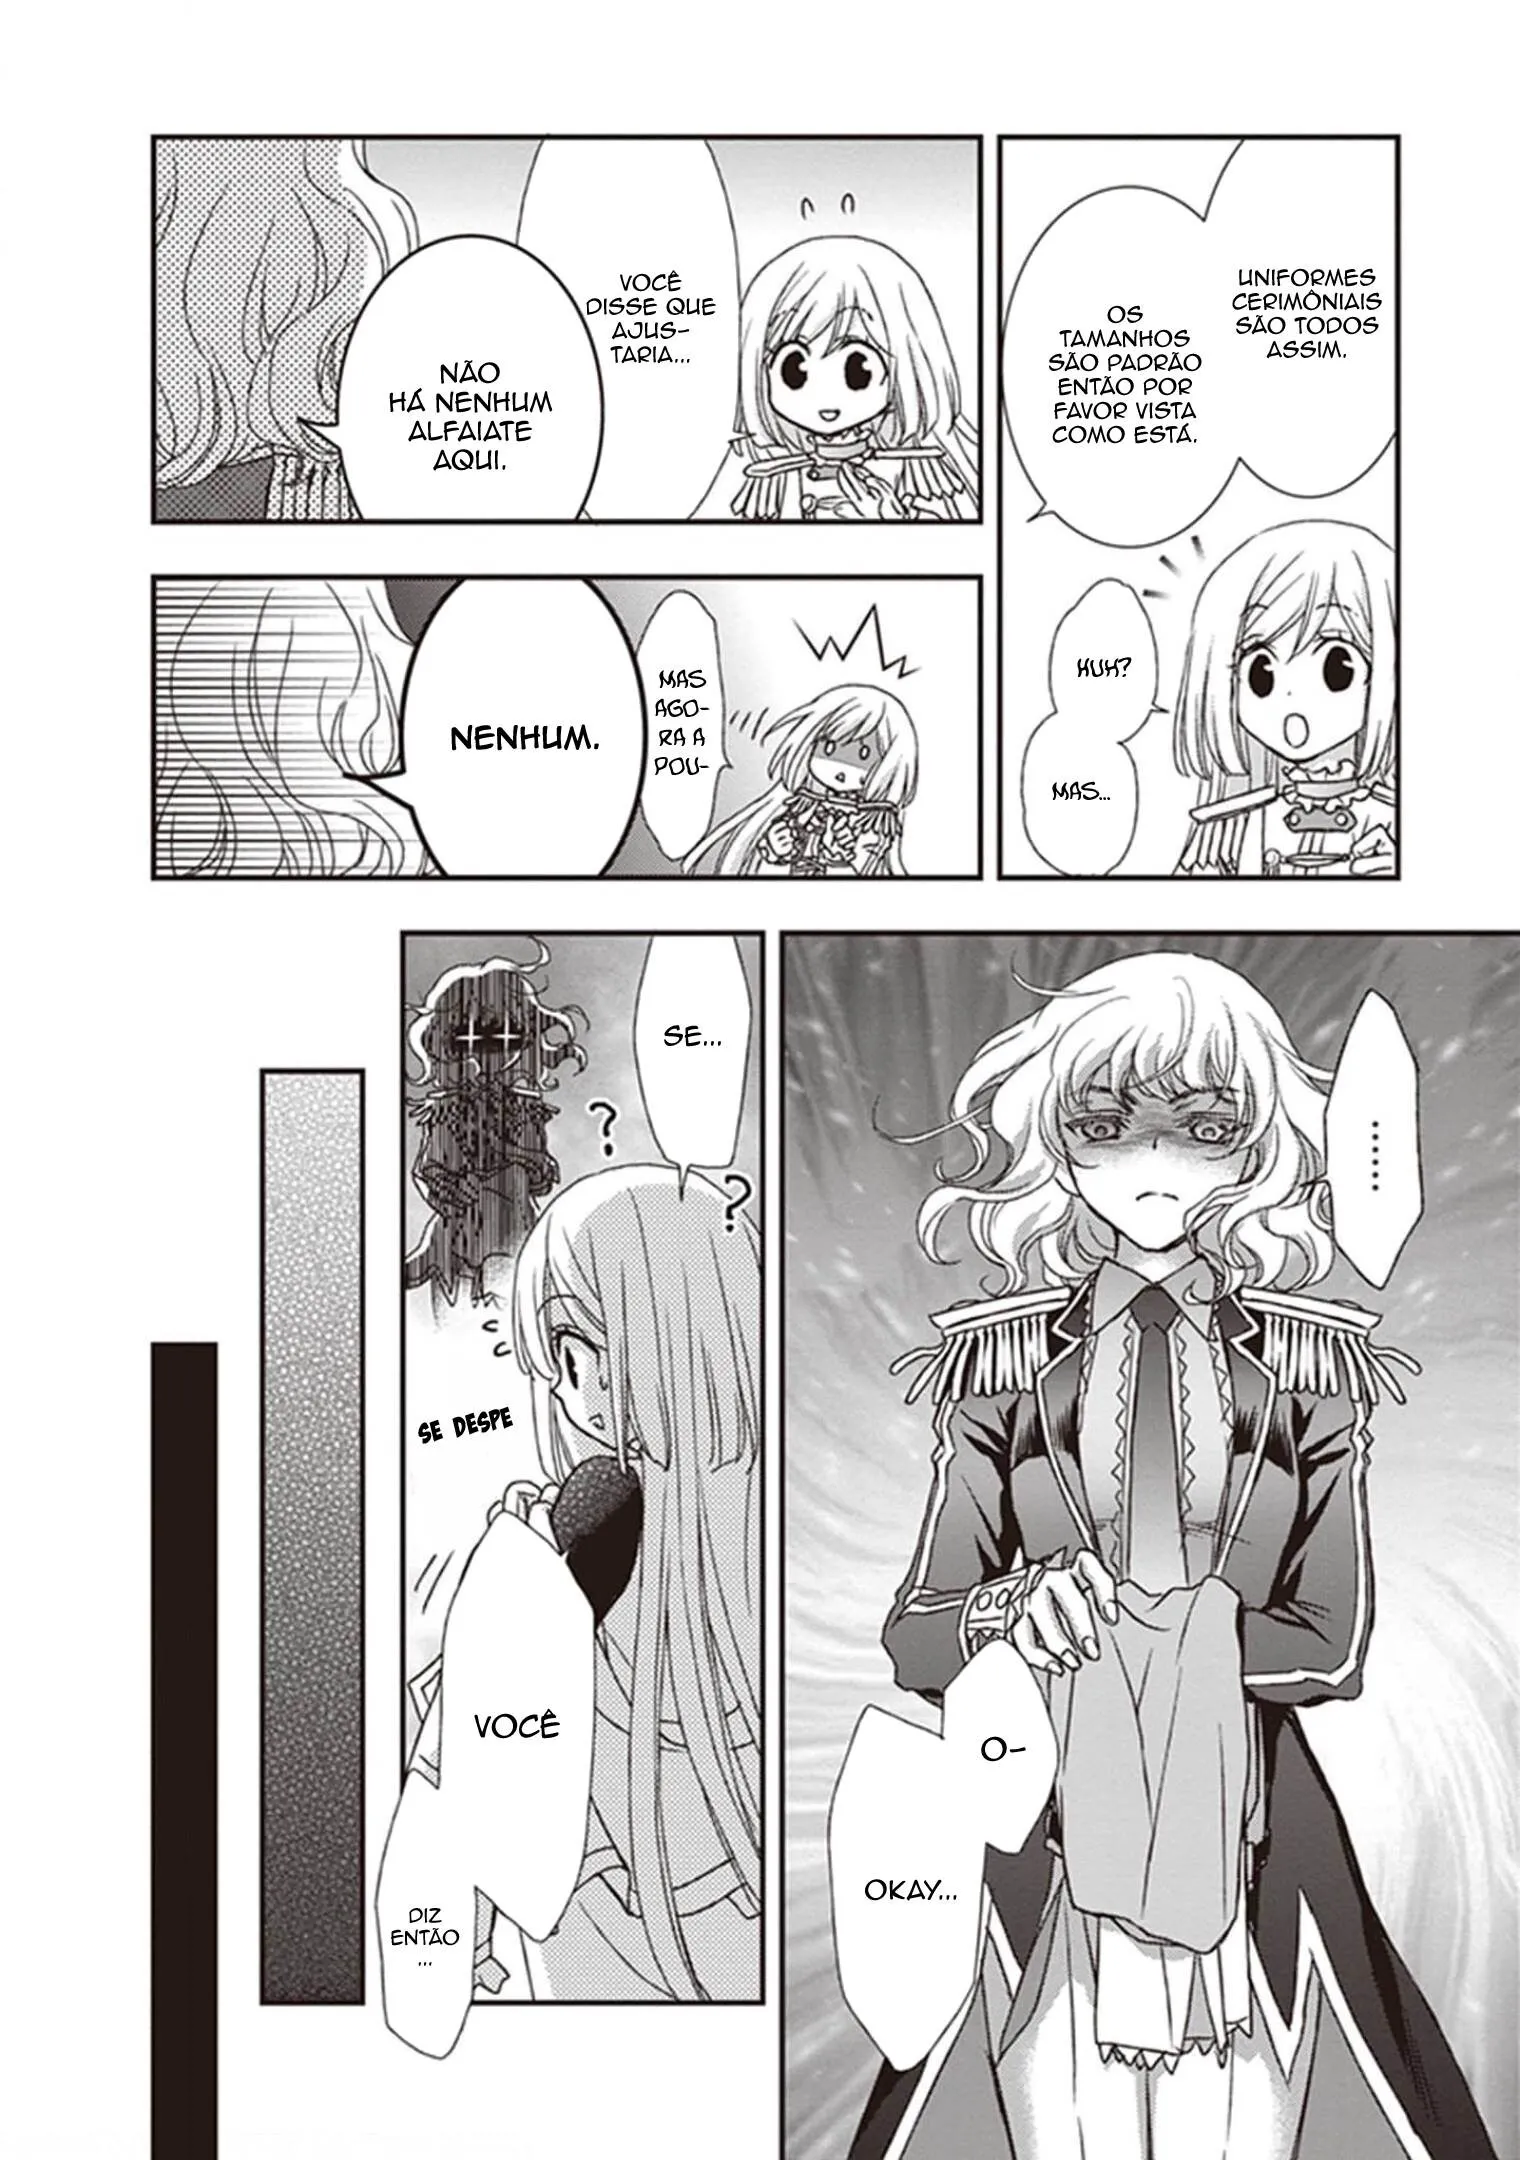 UNIFORMES
CERIMÔNIAIS
SÃO TODOS
ASSIM.
OS
TAMANHOS
SÃO PADRÃO
ENTÃO POR
FAVOR VISTA
COMO ESTÁ.
HUH?
MAS...
VOCÊ
DISSE QUE
AJUS-
TARIA...
NÃO
HÁ NENHUM
ALFAIATE
AQUI.
MAS
AGO-
RA A
POU-
NENHUM.
.......
O-
OKAY...
SE...
?
?
SE DESPE
VOCÊ
DIZ
ENTÃO
...